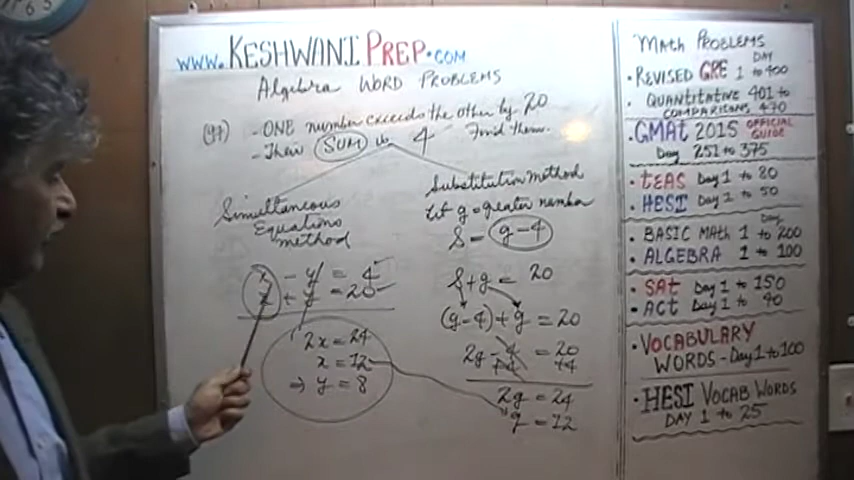 www.KESHWANIPREP.COM
Algebra WORD PROBLEMS
- ONE number exceeds the other by 20
- Their SUM is 4 Find them.
Simultaneous
Equations
method
x - y = 4
x + y = 20
2x = 24
x = 12
⇒ y = 8
Substitution method
Let g = greater number
S = g-4
S+g = 20
(g-4)+g = 20
2g - 4 = 20
+4 +4
2g = 24
g = 12
Math PROBLEMS
• REVISED GRE DAY 1 to 400
• QUANTITATIVE 401 to
COMPARISONS 470
• GMAT 2015 OFFICIAL GUIDE
Day 251 to 375
• TEAS Day 1 to 80
• HESI Day 1 to 50
Day
• BASIC MATH 1 to 200
• ALGEBRA 1 to 100
• SAT Day 1 to 150
• ACT Day 1 to 90
• VOCABULARY
WORDS - Day 1 to 100
• HESI VOCAB WORDS
DAY 1 to 25